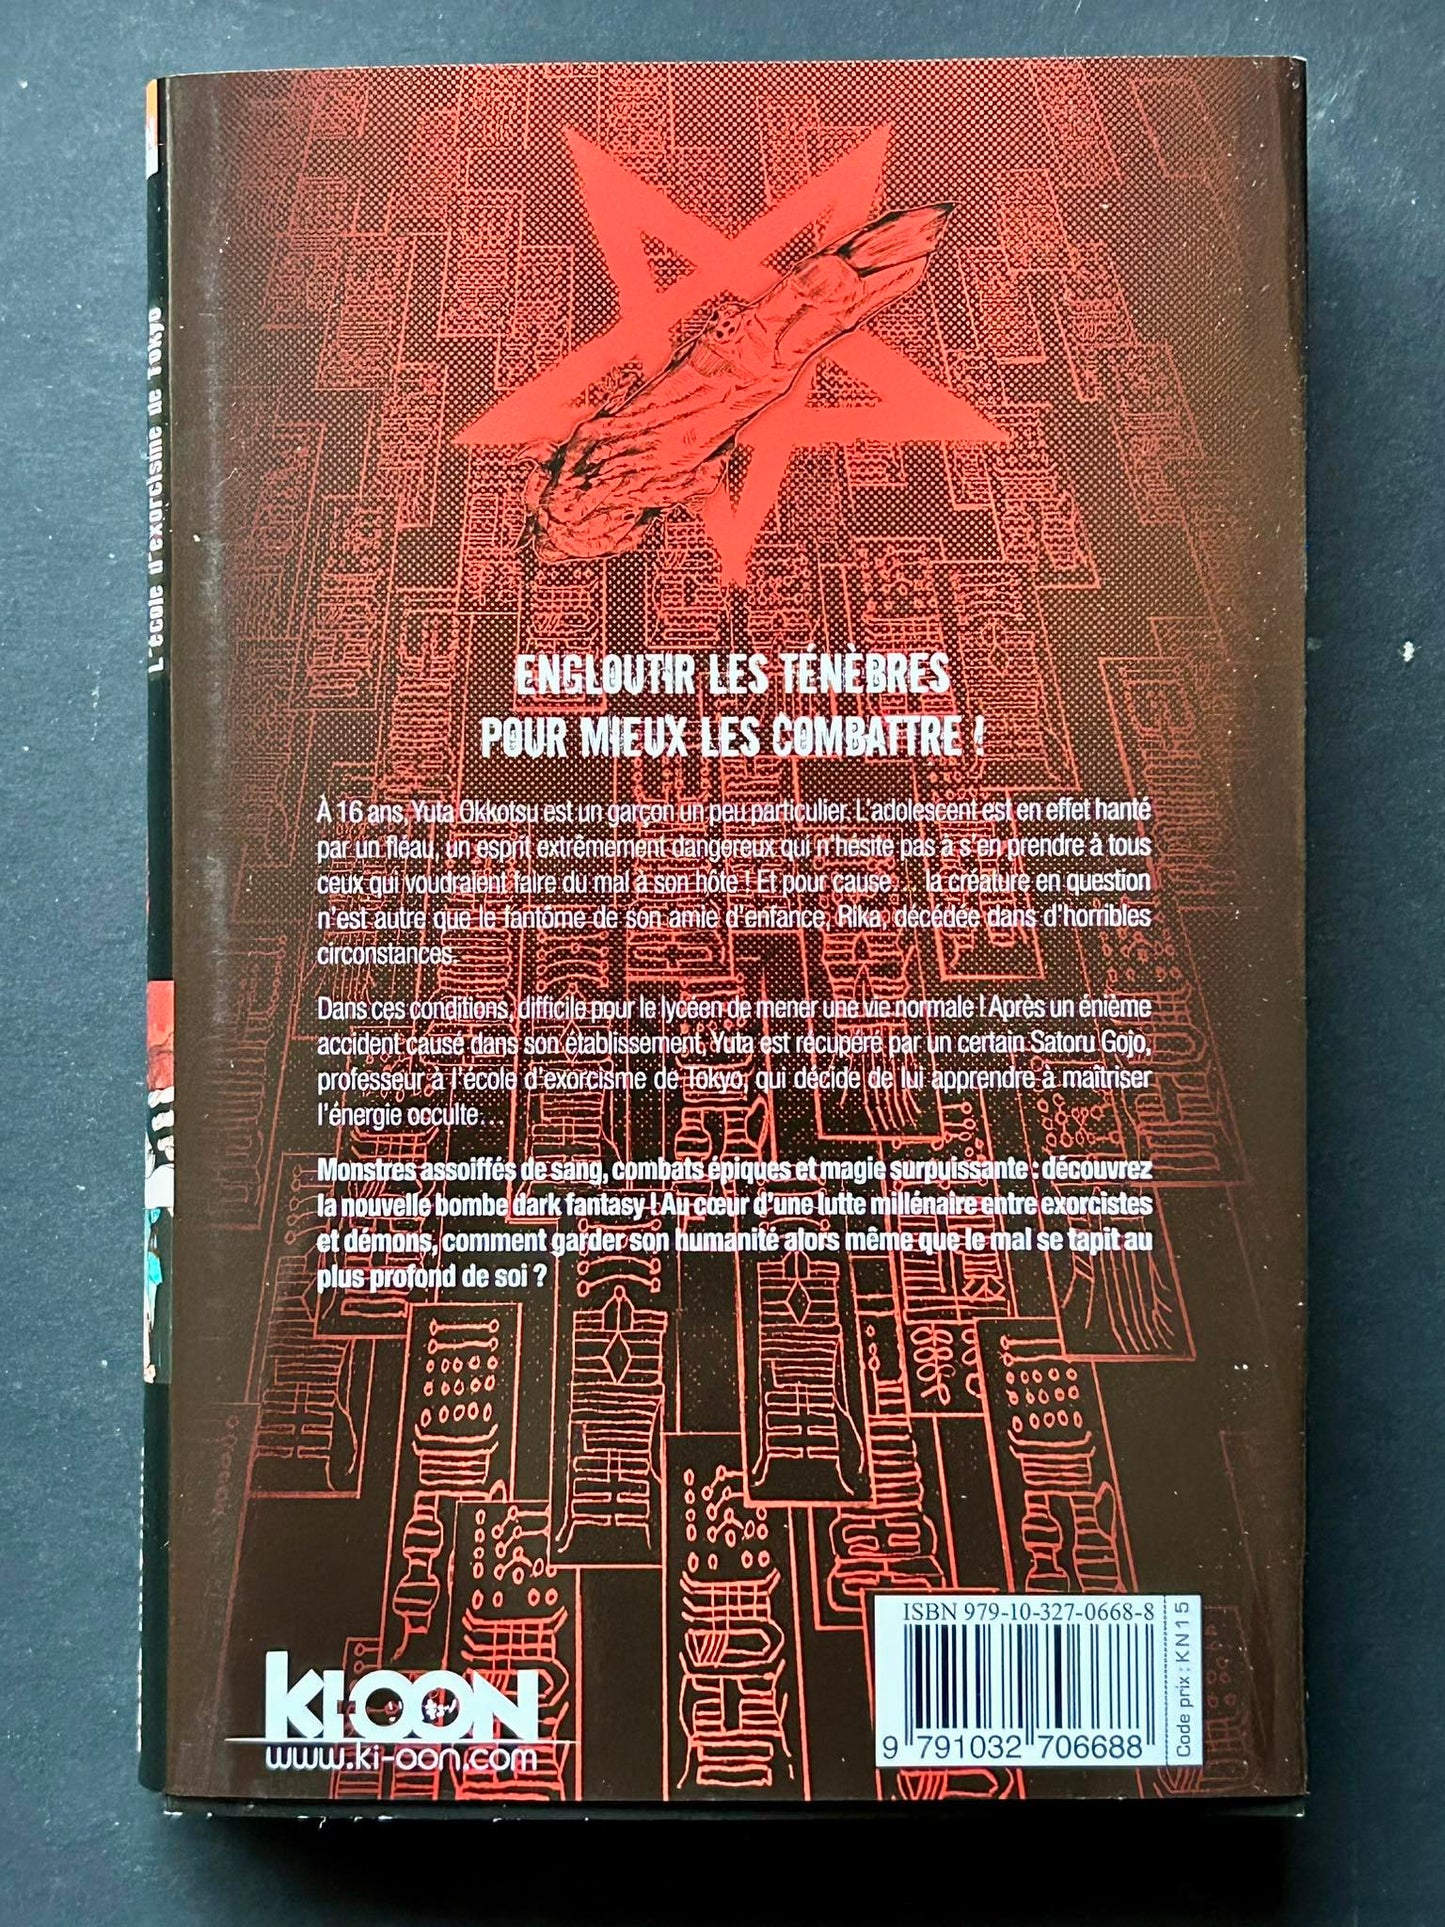 L'école d'exorcisme de Tokyo
ENGLOUTIR LES TÉNÈBRES
POUR MIEUX LES COMBATTRE !
À 16 ans, Yuta Okkotsu est un garçon un peu particulier. L'adolescent est en effet hanté
par un fléau, un esprit extrêmement dangereux qui n'hésite pas à s'en prendre à tous
ceux qui voudraient faire du mal à son hôte ! Et pour cause... la créature en question
n'est autre que le fantôme de son amie d'enfance, Rika, décédée dans d'horribles
circonstances.
Dans ces conditions, difficile pour le lycéen de mener une vie normale ! Après un énième
accident causé dans son établissement, Yuta est récupéré par un certain Satoru Gojo,
professeur à l'école d'exorcisme de Tokyo, qui décide de lui apprendre à maîtriser
l'énergie occulte...
Monstres assoiffés de sang, combats épiques et magie surpuissante : découvrez
la nouvelle bombe dark fantasy ! Au cœur d'une lutte millénaire entre exorcistes
et démons, comment garder son humanité alors même que le mal se tapit au
plus profond de soi ?
KI-OON
www.ki-oon.com
ISBN 979-10-327-0668-8
9 791032 706688
Code prix : KN15